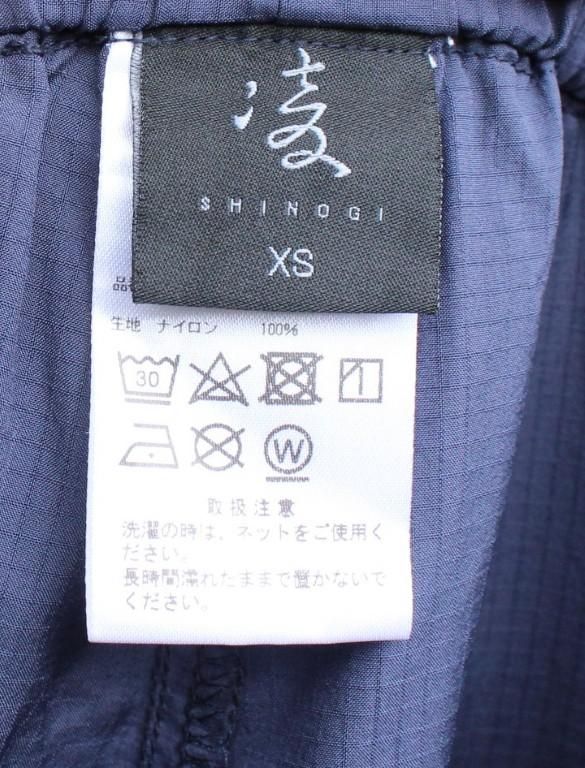 凌
SHINOGI
XS
品
生地 ナイロン 100%
30
W
取扱注意
洗濯の時は、ネットをご使用く
ださい。
長時間濡れたままで置かないで
ください。